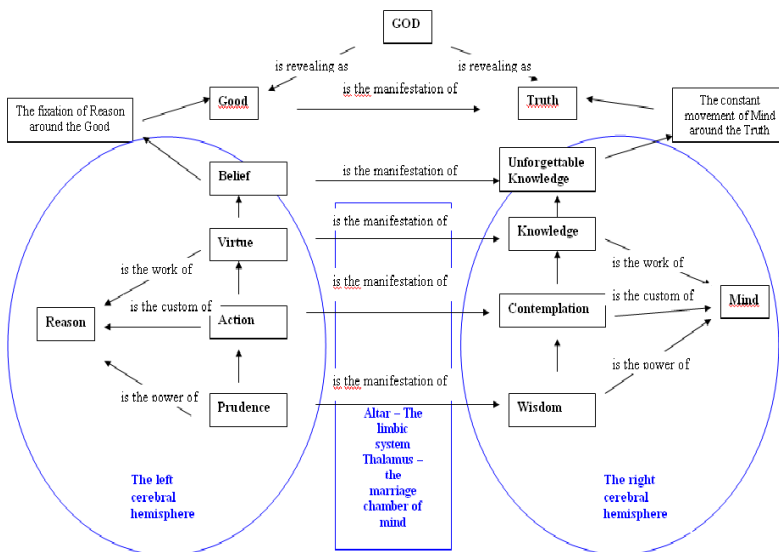 GOD
is revealing as
is revealing as
Good
is the manifestation of
Truth
The fixation of Reason
around the Good
The constant
movement of Mind
around the Truth
Belief
is the manifestation of
Unforgettable
Knowledge
Virtue
is the manifestation of
Knowledge
is the work of
is the work of
Reason
is the custom of
Action
is the manifestation of
Contemplation
is the custom of
Mind
is the power of
Prudence
is the manifestation of
Wisdom
is the power of
Altar – The
limbic
system
Thalamus –
the
marriage
chamber of
mind
The left
cerebral
hemisphere
The right
cerebral
hemisphere